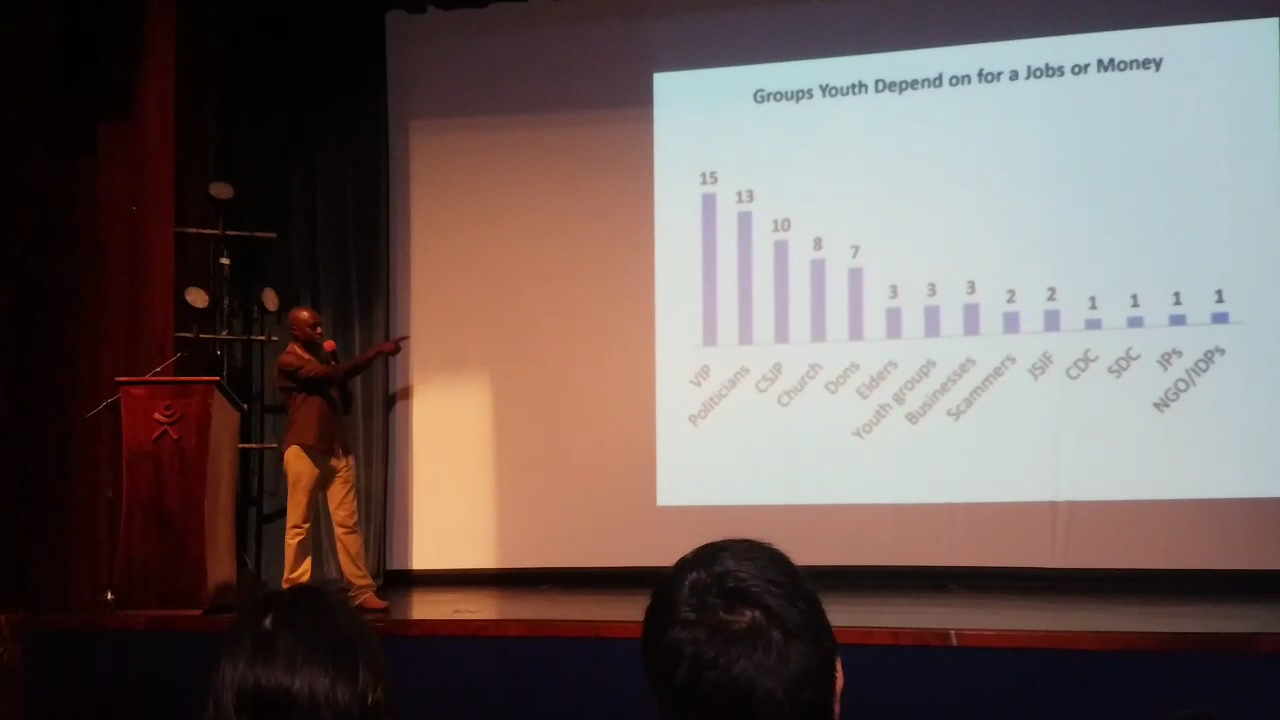 Groups Youth Depend on for a Jobs or Money
15 13 10 8 7 3 3 3 2 2 1 1 1 1
VIP
Politicians
CSJP
Church
Dons
Elders
Youth groups
Businesses
Scammers
JSIF
CDC
SDC
JPs
NGO/IDPs